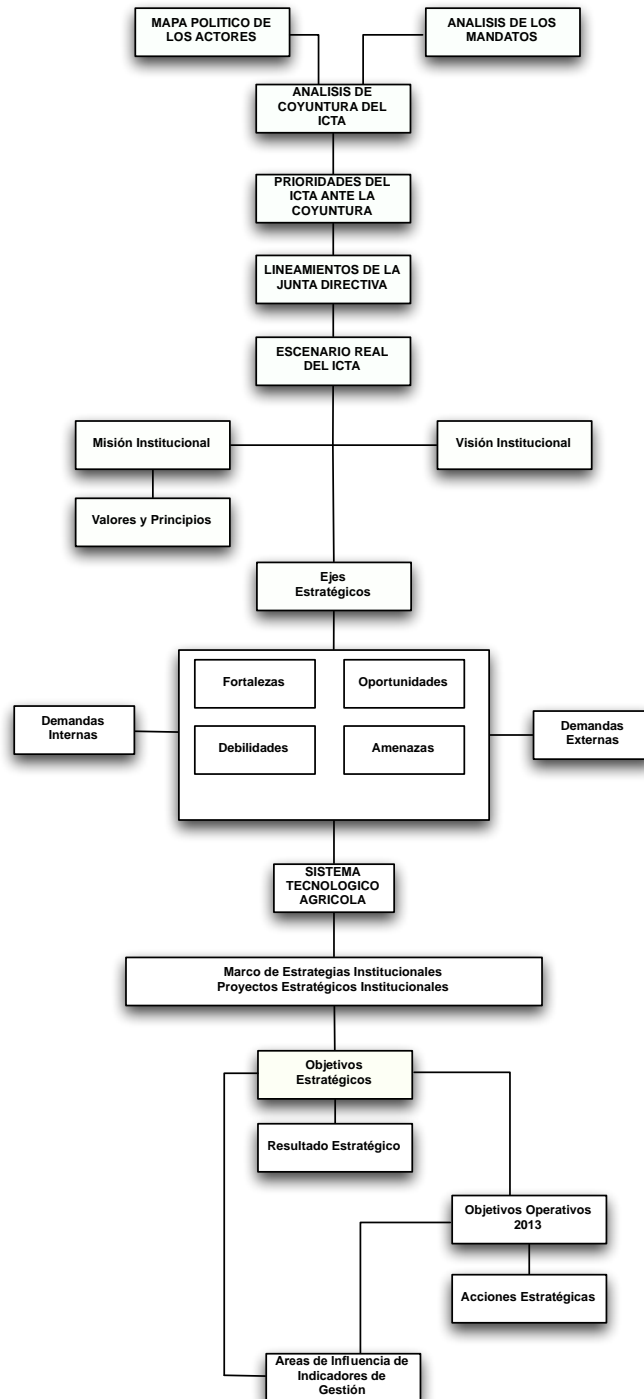 MAPA POLITICO DE
LOS ACTORES
ANALISIS DE LOS
MANDATOS
ANALISIS DE
COYUNTURA DEL
ICTA
PRIORIDADES DEL
ICTA ANTE LA
COYUNTURA
LINEAMIENTOS DE LA
JUNTA DIRECTIVA
ESCENARIO REAL
DEL ICTA
Misión Institucional
Visión Institucional
Valores y Principios
Ejes
Estratégicos
Fortalezas
Oportunidades
Demandas
Internas
Debilidades
Amenazas
Demandas
Externas
SISTEMA
TECNOLOGICO
AGRICOLA
Marco de Estrategias Institucionales
Proyectos Estratégicos Institucionales
Objetivos
Estratégicos
Resultado Estratégico
Objetivos Operativos
2013
Acciones Estratégicas
Areas de Influencia de
Indicadores de
Gestión